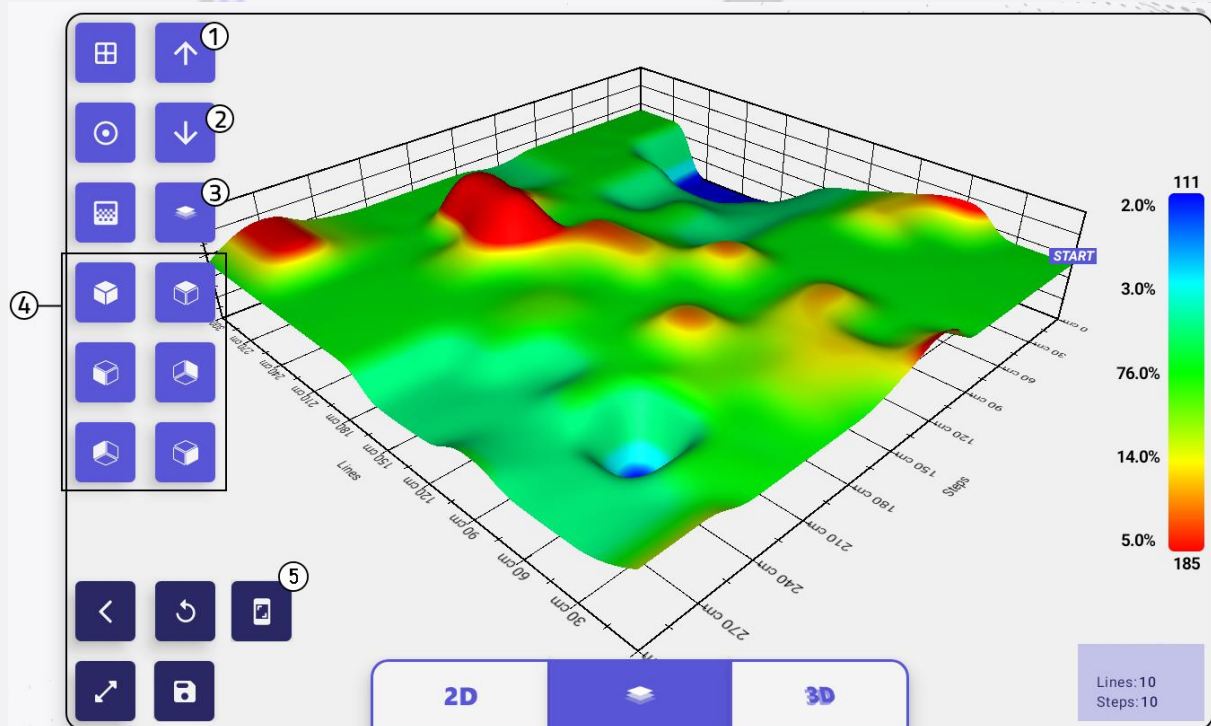 1
2
3
4
5
START
111
2.0%
3.0%
76.0%
14.0%
5.0%
185
300
270 cm
240 cm
210 cm
180 cm
150 cm
120 cm
90 cm
60 cm
30 cm
Lines
0 cm
30 cm
60 cm
90 cm
120 cm
150 cm
180 cm
210 cm
240 cm
270 cm
Steps
2D
3D
Lines:10
Steps:10